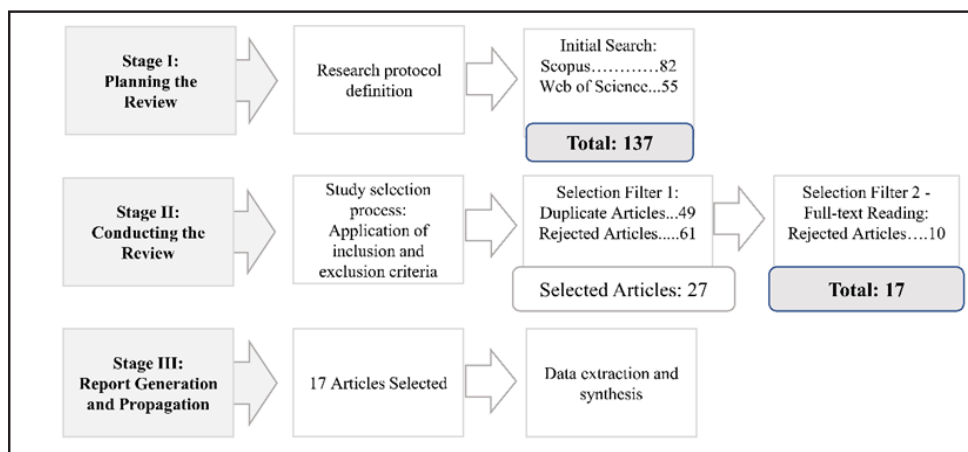 Stage I:
Planning the
Review
Research protocol
definition
Initial Search:
Scopus…………82
Web of Science...55
Total: 137
Stage II:
Conducting the
Review
Study selection
process:
Application of
inclusion and
exclusion criteria
Selection Filter 1:
Duplicate Articles...49
Rejected Articles.....61
Selected Articles: 27
Selection Filter 2 -
Full-text Reading:
Rejected Articles….10
Total: 17
Stage III:
Report Generation
and Propagation
17 Articles Selected
Data extraction and
synthesis